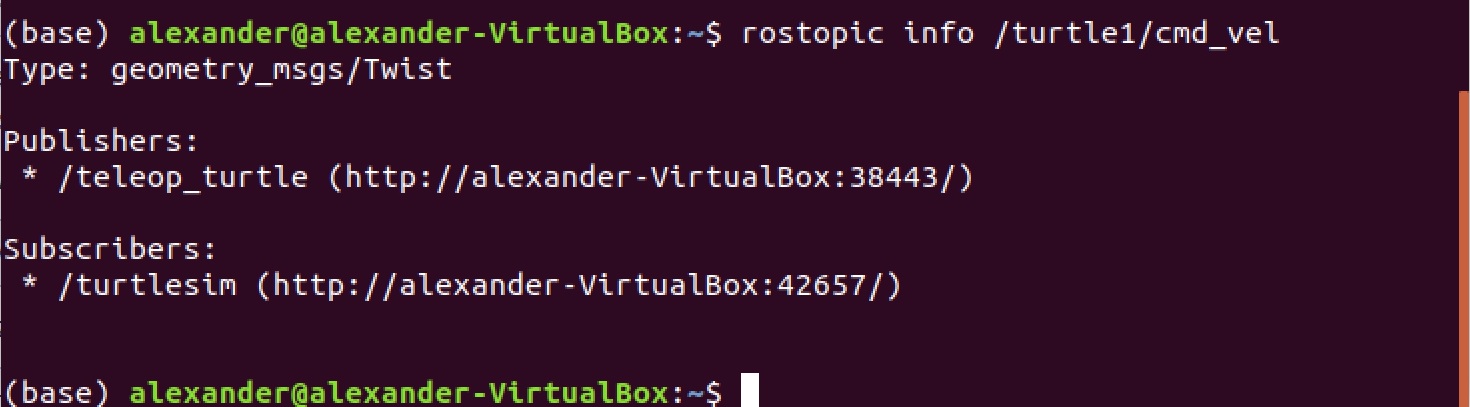 (base) alexander@alexander-VirtualBox:~$ rostopic info /turtle1/cmd_vel
Type: geometry_msgs/Twist
Publishers:
* /teleop_turtle (http://alexander-VirtualBox:38443/)
Subscribers:
* /turtlesim (http://alexander-VirtualBox:42657/)
(base) alexander@alexander-VirtualBox:~$